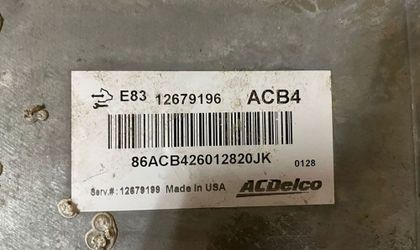 E83 12679196 ACB4
86ACB426012820JK 0128
Serv.#: 12679199 Made in USA ACDelco